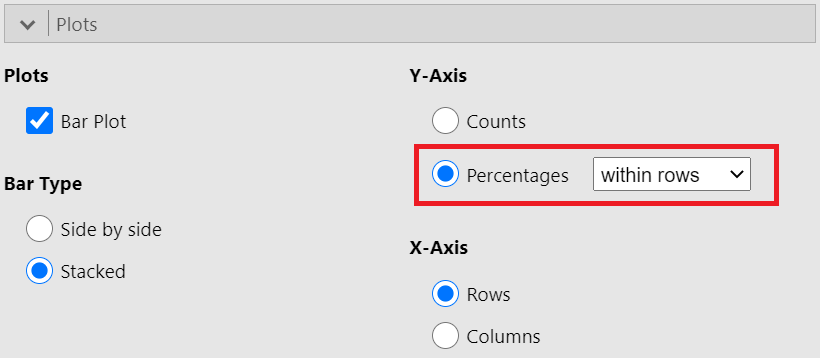 Plots
Plots
Bar Plot
Bar Type
Side by side
Stacked
Y-Axis
Counts
Percentages within rows
X-Axis
Rows
Columns